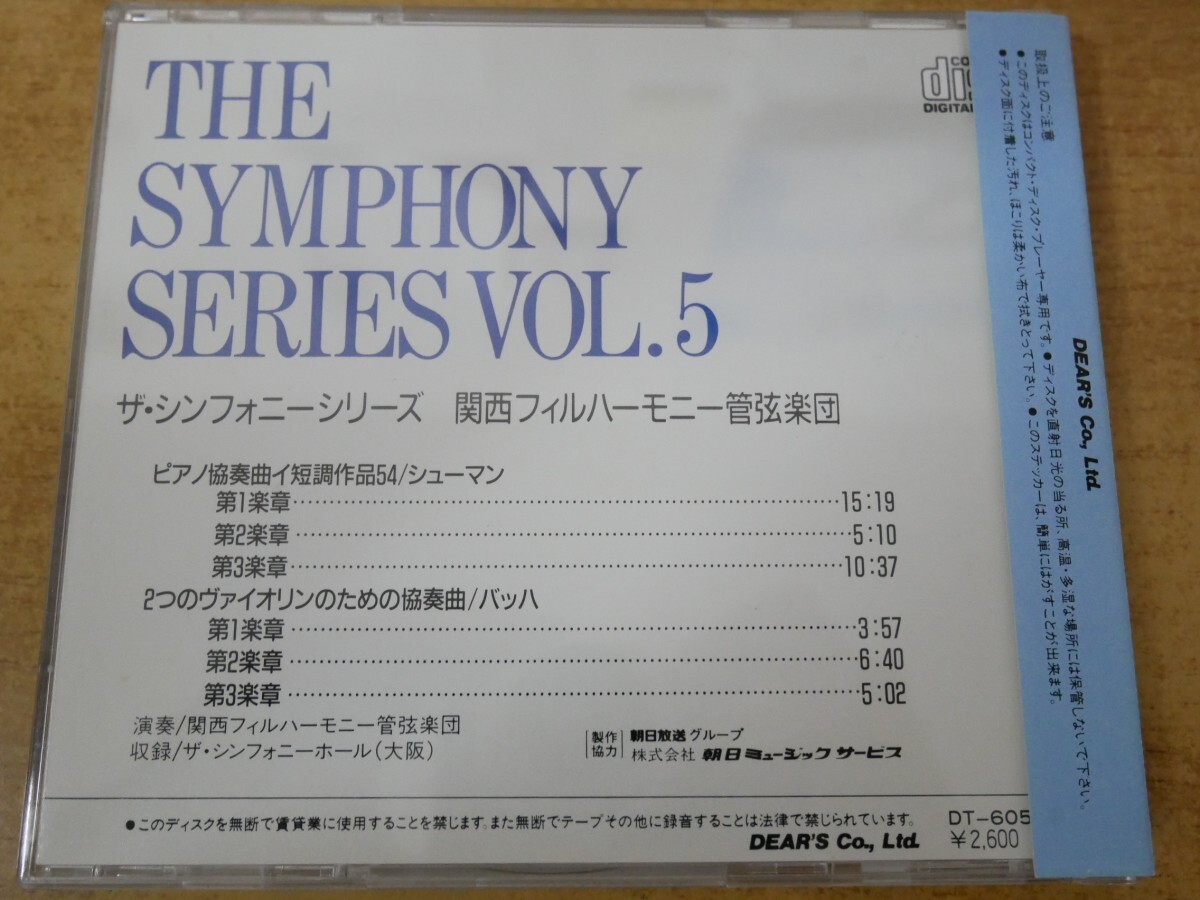 THE
SYMPHONY
SERIES VOL.5
ザ・シンフォニーシリーズ 関西フィルハーモニー管弦楽団
ピアノ協奏曲イ短調作品54/シューマン
第1楽章 15:19
第2楽章 5:10
第3楽章 10:37
2つのヴァイオリンのための協奏曲/バッハ
第1楽章 3:57
第2楽章 6:40
第3楽章 5:02
演奏/関西フィルハーモニー管弦楽団
収録/ザ・シンフォニーホール(大阪)
製作協力
朝日放送 グループ
株式会社 朝日ミュージック サービス
●このディスクを無断で賃貸業に使用することを禁じます。また無断でテープその他に録音することは法律で禁じられています。
DEAR'S Co., Ltd.
DT-605
¥2,600
DIGITAL
取扱上のご注意
●このディスクはコンパクト・ディスク・プレーヤー専用です。●ディスクを直射日光の当る所、高温・多湿な場所には保管しないで下さい。
●ディスク面に付着した汚れ、ほこりは柔かい布で拭きとって下さい。●このステッカーは、簡単にはがすことが出来ます。
DEAR'S Co., Ltd.